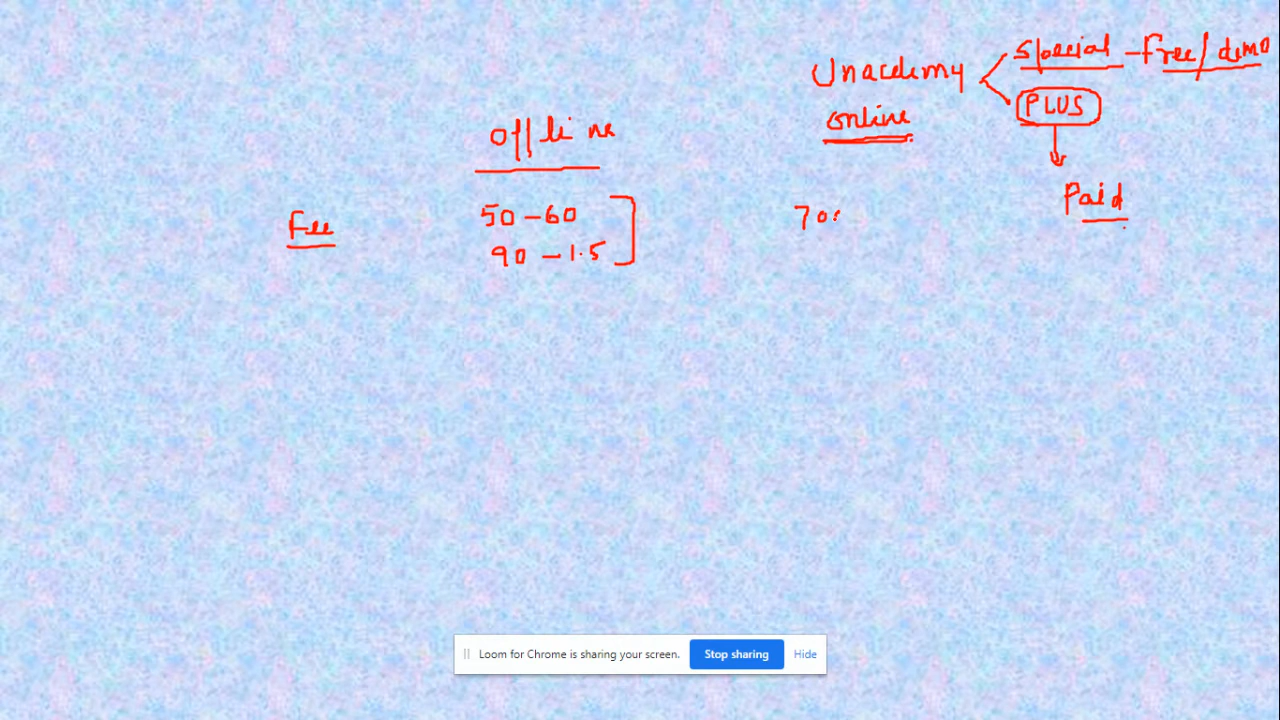 Unacademy
Special - Free/demo
PLUS
online
offline
Paid
Fee
50-60
70
90-1.5
Loom for Chrome is sharing your screen. Stop sharing Hide